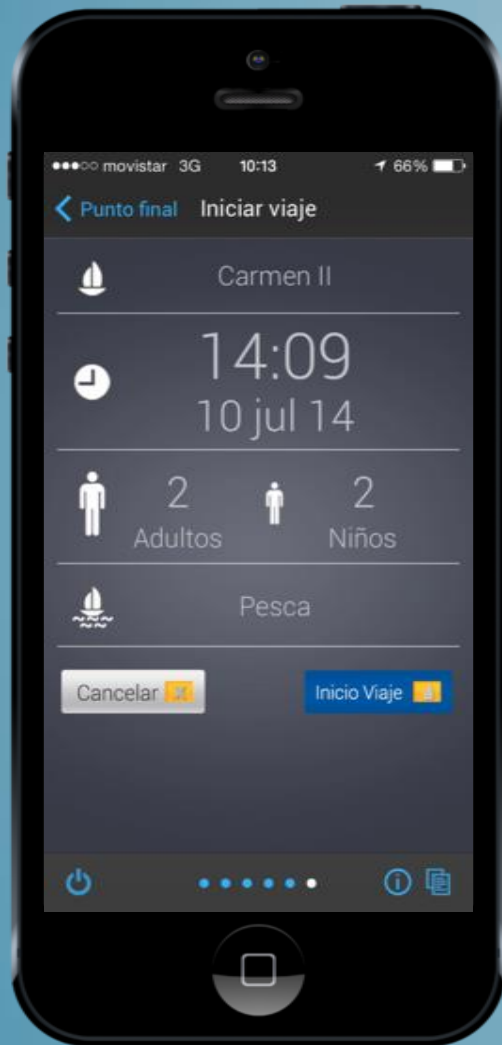 movistar 3G 10:13 66%
Punto final Iniciar viaje
Carmen II
14:09
10 jul 14
2 2
Adultos Niños
Pesca
Cancelar Inicio Viaje